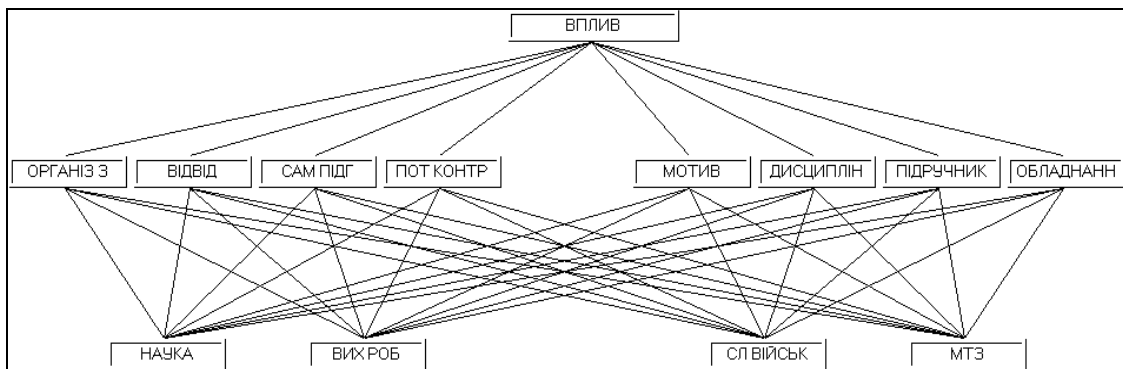 ВПЛИВ
ОРГАНІЗ З
ВІДВІД
САМ ПІДГ
ПОТ КОНТР
МОТИВ
ДИСЦИПЛІН
ПІДРУЧНИК
ОБЛАДНАНН
НАУКА
ВИХ РОБ
СЛ ВІЙСЬК
МТЗ